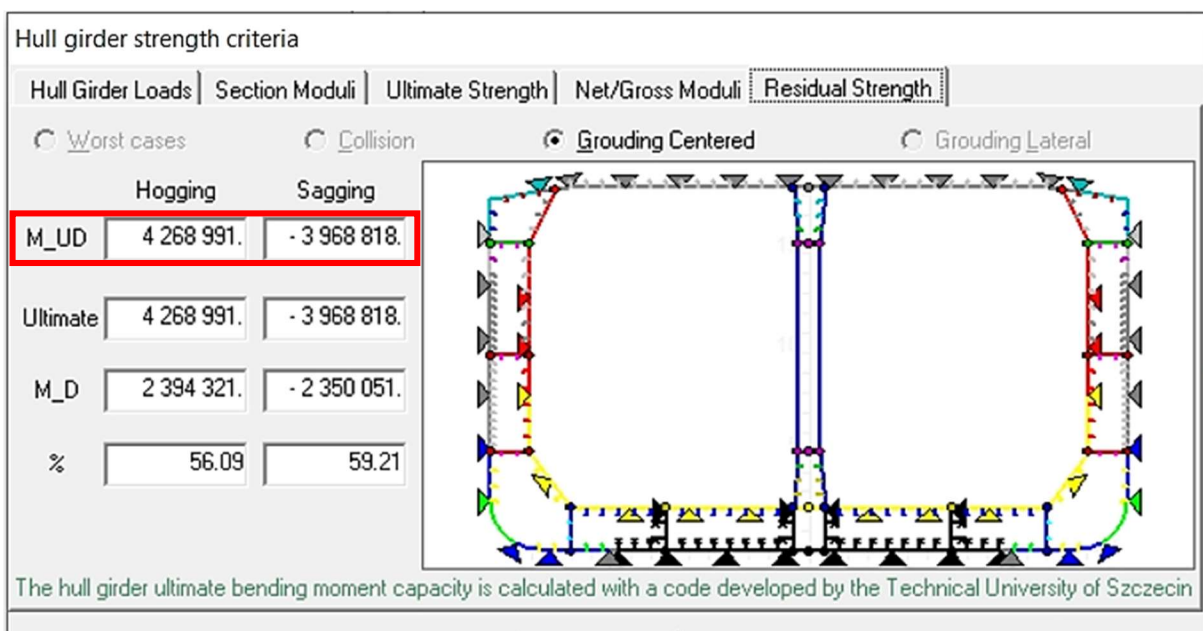 Hull girder strength criteria
Hull Girder Loads Section Moduli Ultimate Strength Net/Gross Moduli Residual Strength
Worst cases Collision Grouding Centered Grouding Lateral
Hogging Sagging
M_UD 4 268 991. - 3 968 818.
Ultimate 4 268 991. - 3 968 818.
M_D 2 394 321. - 2 350 051.
% 56.09 59.21
The hull girder ultimate bending moment capacity is calculated with a code developed by the Technical University of Szczecin